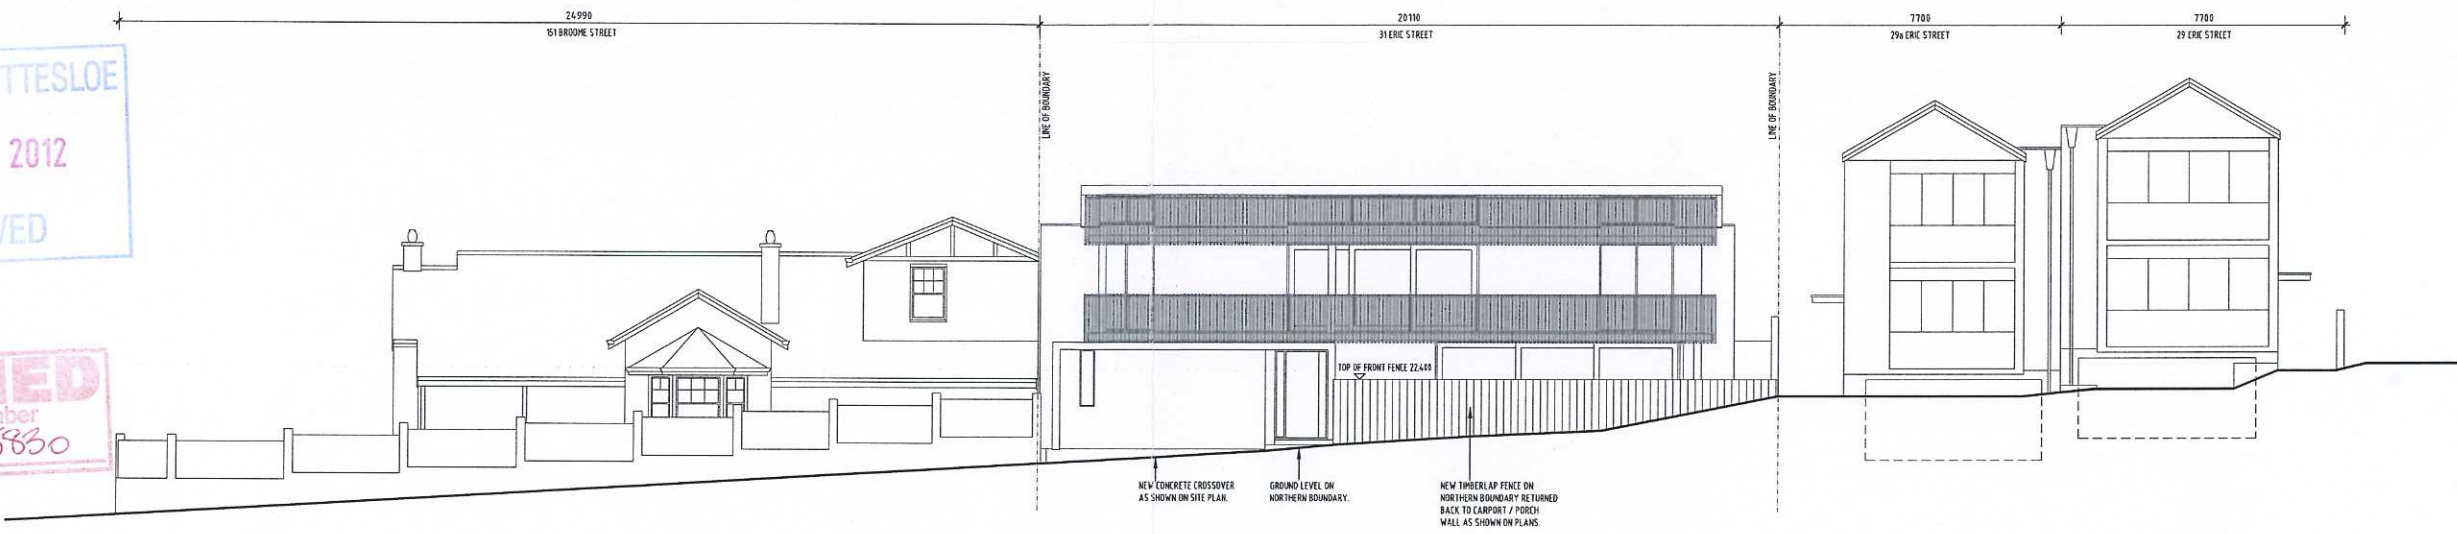 24990
151 BROOME STREET
20110
31 ERIC STREET
7700
29a ERIC STREET
7700
29 ERIC STREET
LINE OF BOUNDARY
LINE OF BOUNDARY
TTESLOE
2012
VED
NED
nber
5830
TOP OF FRONT FENCE 22.400
NEW CONCRETE CROSSOVER
AS SHOWN ON SITE PLAN.
GROUND LEVEL ON
NORTHERN BOUNDARY.
NEW TIMBERLAP FENCE ON
NORTHERN BOUNDARY RETURNED
BACK TO CARPORT / PORCH
WALL AS SHOWN ON PLANS.